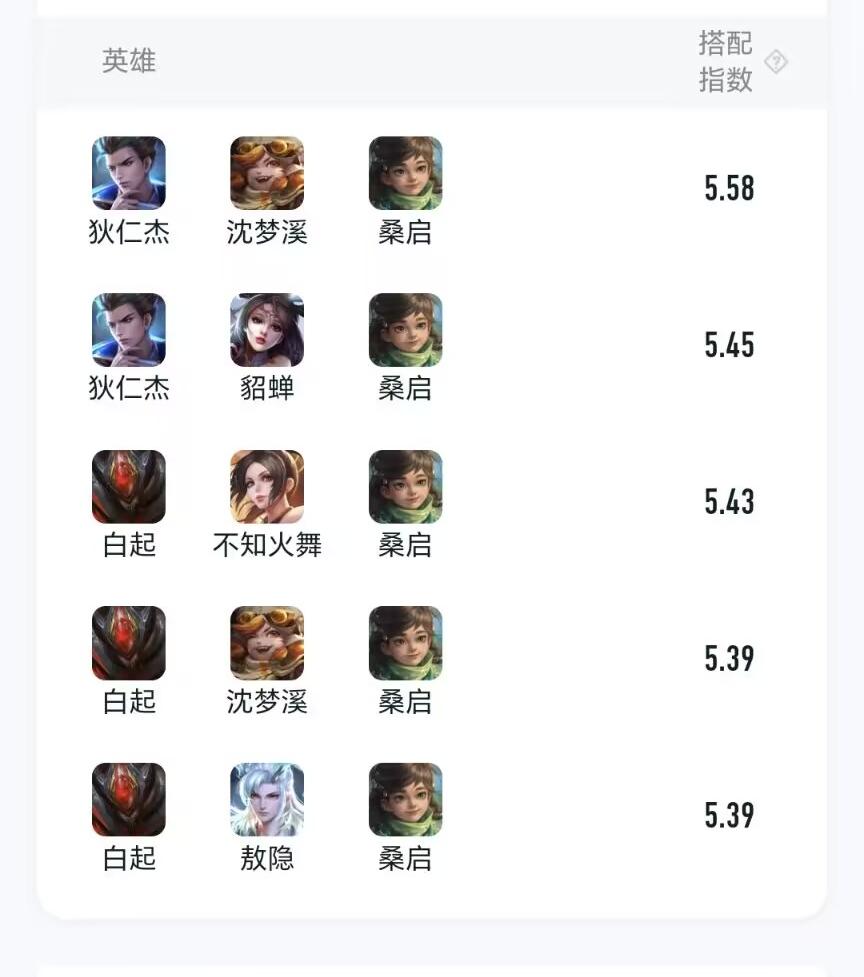 英雄
搭配
指数
狄仁杰 沈梦溪 桑启 5.58
狄仁杰 貂蝉 桑启 5.45
白起 不知火舞 桑启 5.43
白起 沈梦溪 桑启 5.39
白起 敖隐 桑启 5.39